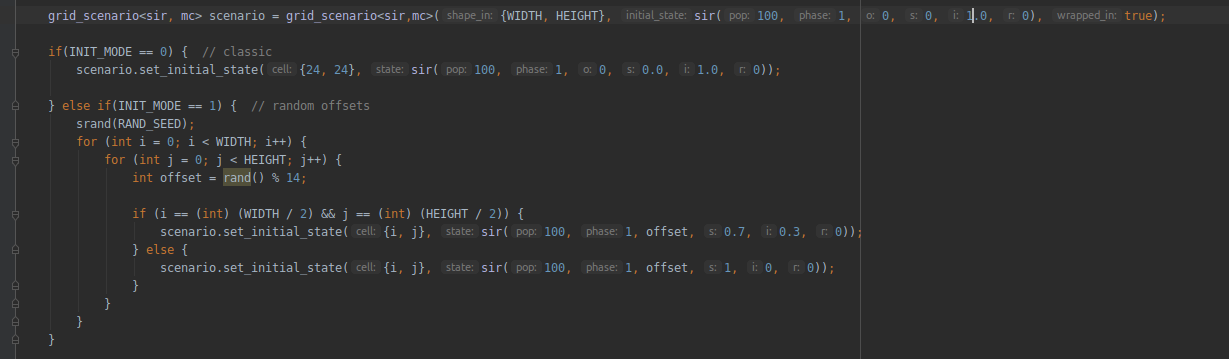 grid_scenario<sir, mc> scenario = grid_scenario<sir,mc>( shape_in: {WIDTH, HEIGHT}, initial_state: sir( pop: 100, phase: 1, o: 0, s: 0, i: 1.0, r: 0), wrapped_in: true);
if(INIT_MODE == 0) { // classic
scenario.set_initial_state( cell: {24, 24}, state: sir( pop: 100, phase: 1, o: 0, s: 0.0, i: 1.0, r: 0));
} else if(INIT_MODE == 1) { // random offsets
srand(RAND_SEED);
for (int i = 0; i < WIDTH; i++) {
for (int j = 0; j < HEIGHT; j++) {
int offset = rand() % 14;
if (i == (int) (WIDTH / 2) && j == (int) (HEIGHT / 2)) {
scenario.set_initial_state( cell: {i, j}, state: sir( pop: 100, phase: 1, offset, s: 0.7, i: 0.3, r: 0));
} else {
scenario.set_initial_state( cell: {i, j}, state: sir( pop: 100, phase: 1, offset, s: 1, i: 0, r: 0));
}
}
}
}